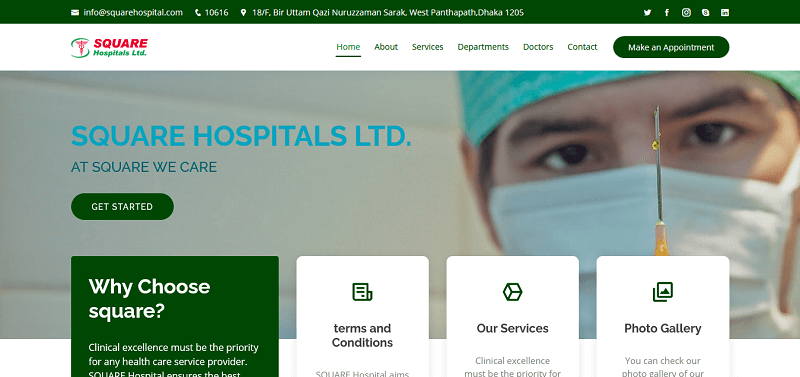 info@squarehospital.com 10616 18/F, Bir Uttam Qazi Nuruzzaman Sarak, West Panthapath,Dhaka 1205
SQUARE
Hospitals Ltd.
Home About Services Departments Doctors Contact Make an Appointment
SQUARE HOSPITALS LTD.
AT SQUARE WE CARE
GET STARTED
Why Choose
square?
Clinical excellence must be the priority
for any health care service provider.
SQUARE Hospital ensures the best
terms and
Conditions
SQUARE Hospital aims
Our Services
Clinical excellence
must be the priority for
Photo Gallery
You can check our
photo gallery of our